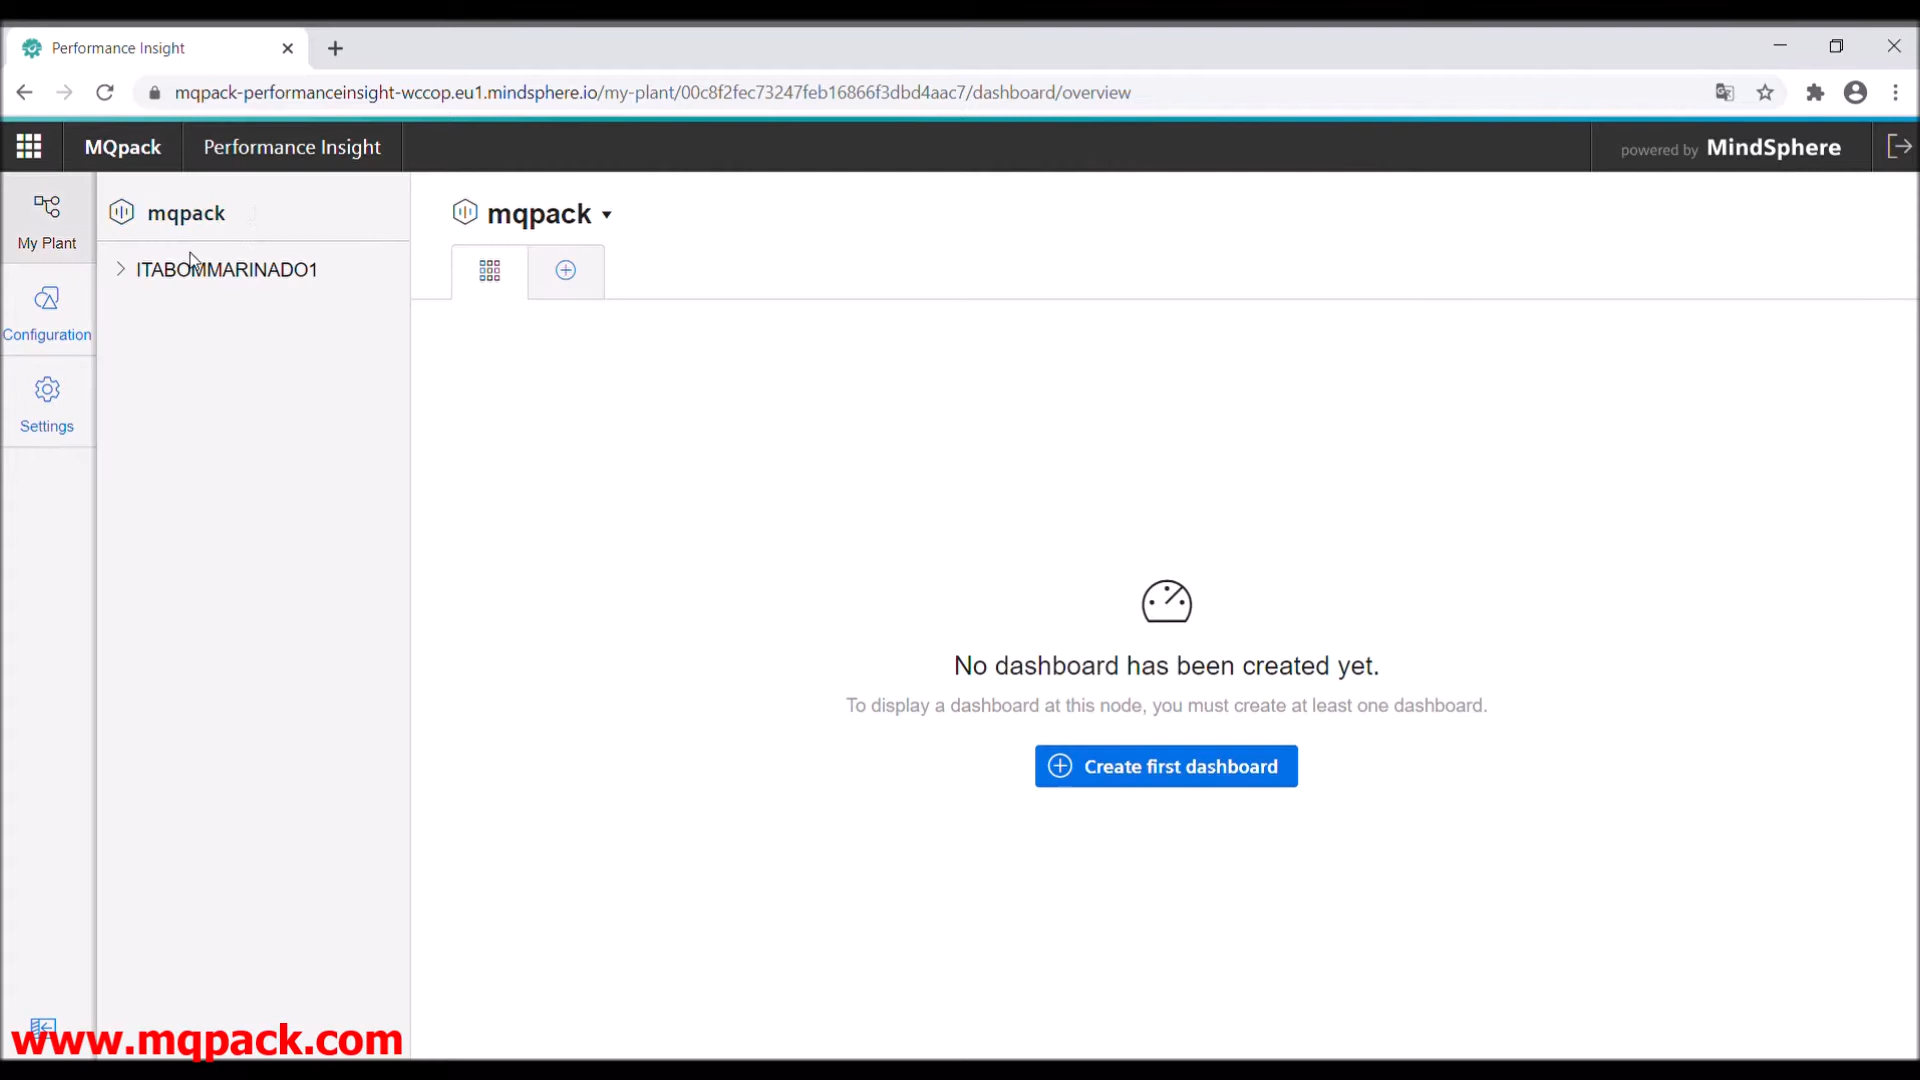 Performance Insight
mqpack-performanceinsight-wccop.eu1.mindsphere.io/my-plant/00c8f2fec73247feb16866f3dbd4aac7/dashboard/overview
MQpack
Performance Insight
powered by MindSphere
My Plant
Configuration
Settings
mqpack
ITABOMMARINADO1
mqpack
No dashboard has been created yet.
To display a dashboard at this node, you must create at least one dashboard.
Create first dashboard
www.mqpack.com